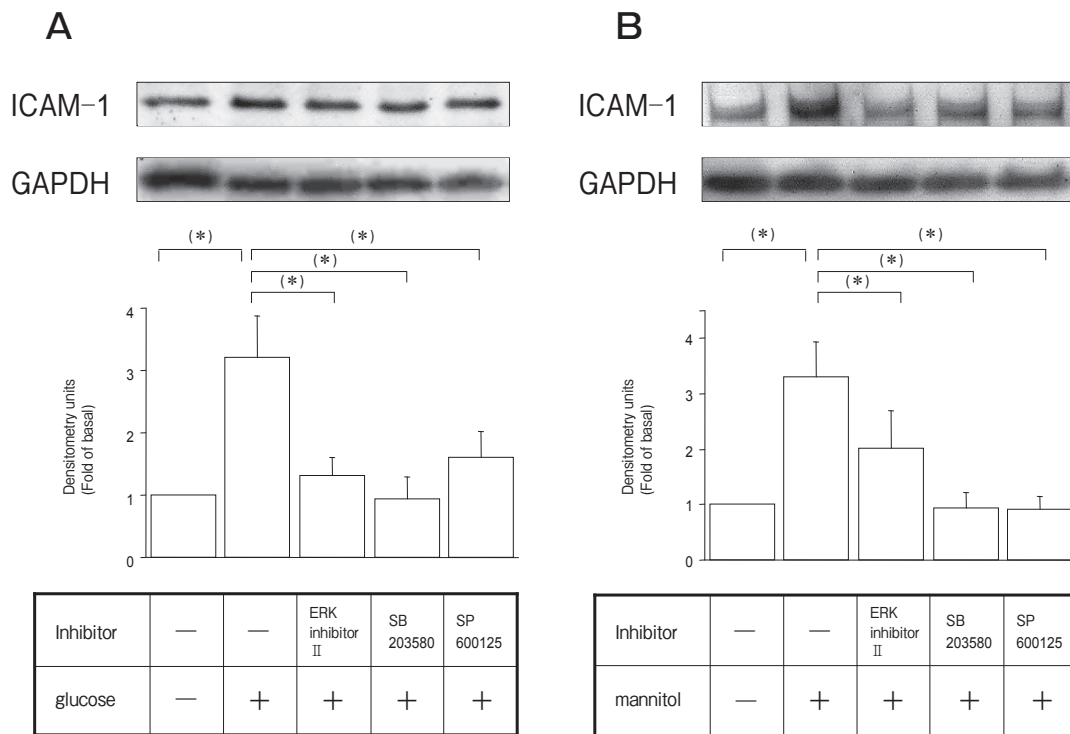 A
ICAM-1
GAPDH
(*)
(*)
(*)
(*)
Densitometry units
(Fold of basal)
4
3
2
1
0
Inhibitor — — ERK inhibitor Ⅱ SB 203580 SP 600125
glucose — + + + +
B
ICAM-1
GAPDH
(*)
(*)
(*)
(*)
Densitometry units
(Fold of basal)
4
3
2
1
0
Inhibitor — — ERK inhibitor Ⅱ SB 203580 SP 600125
mannitol — + + + +